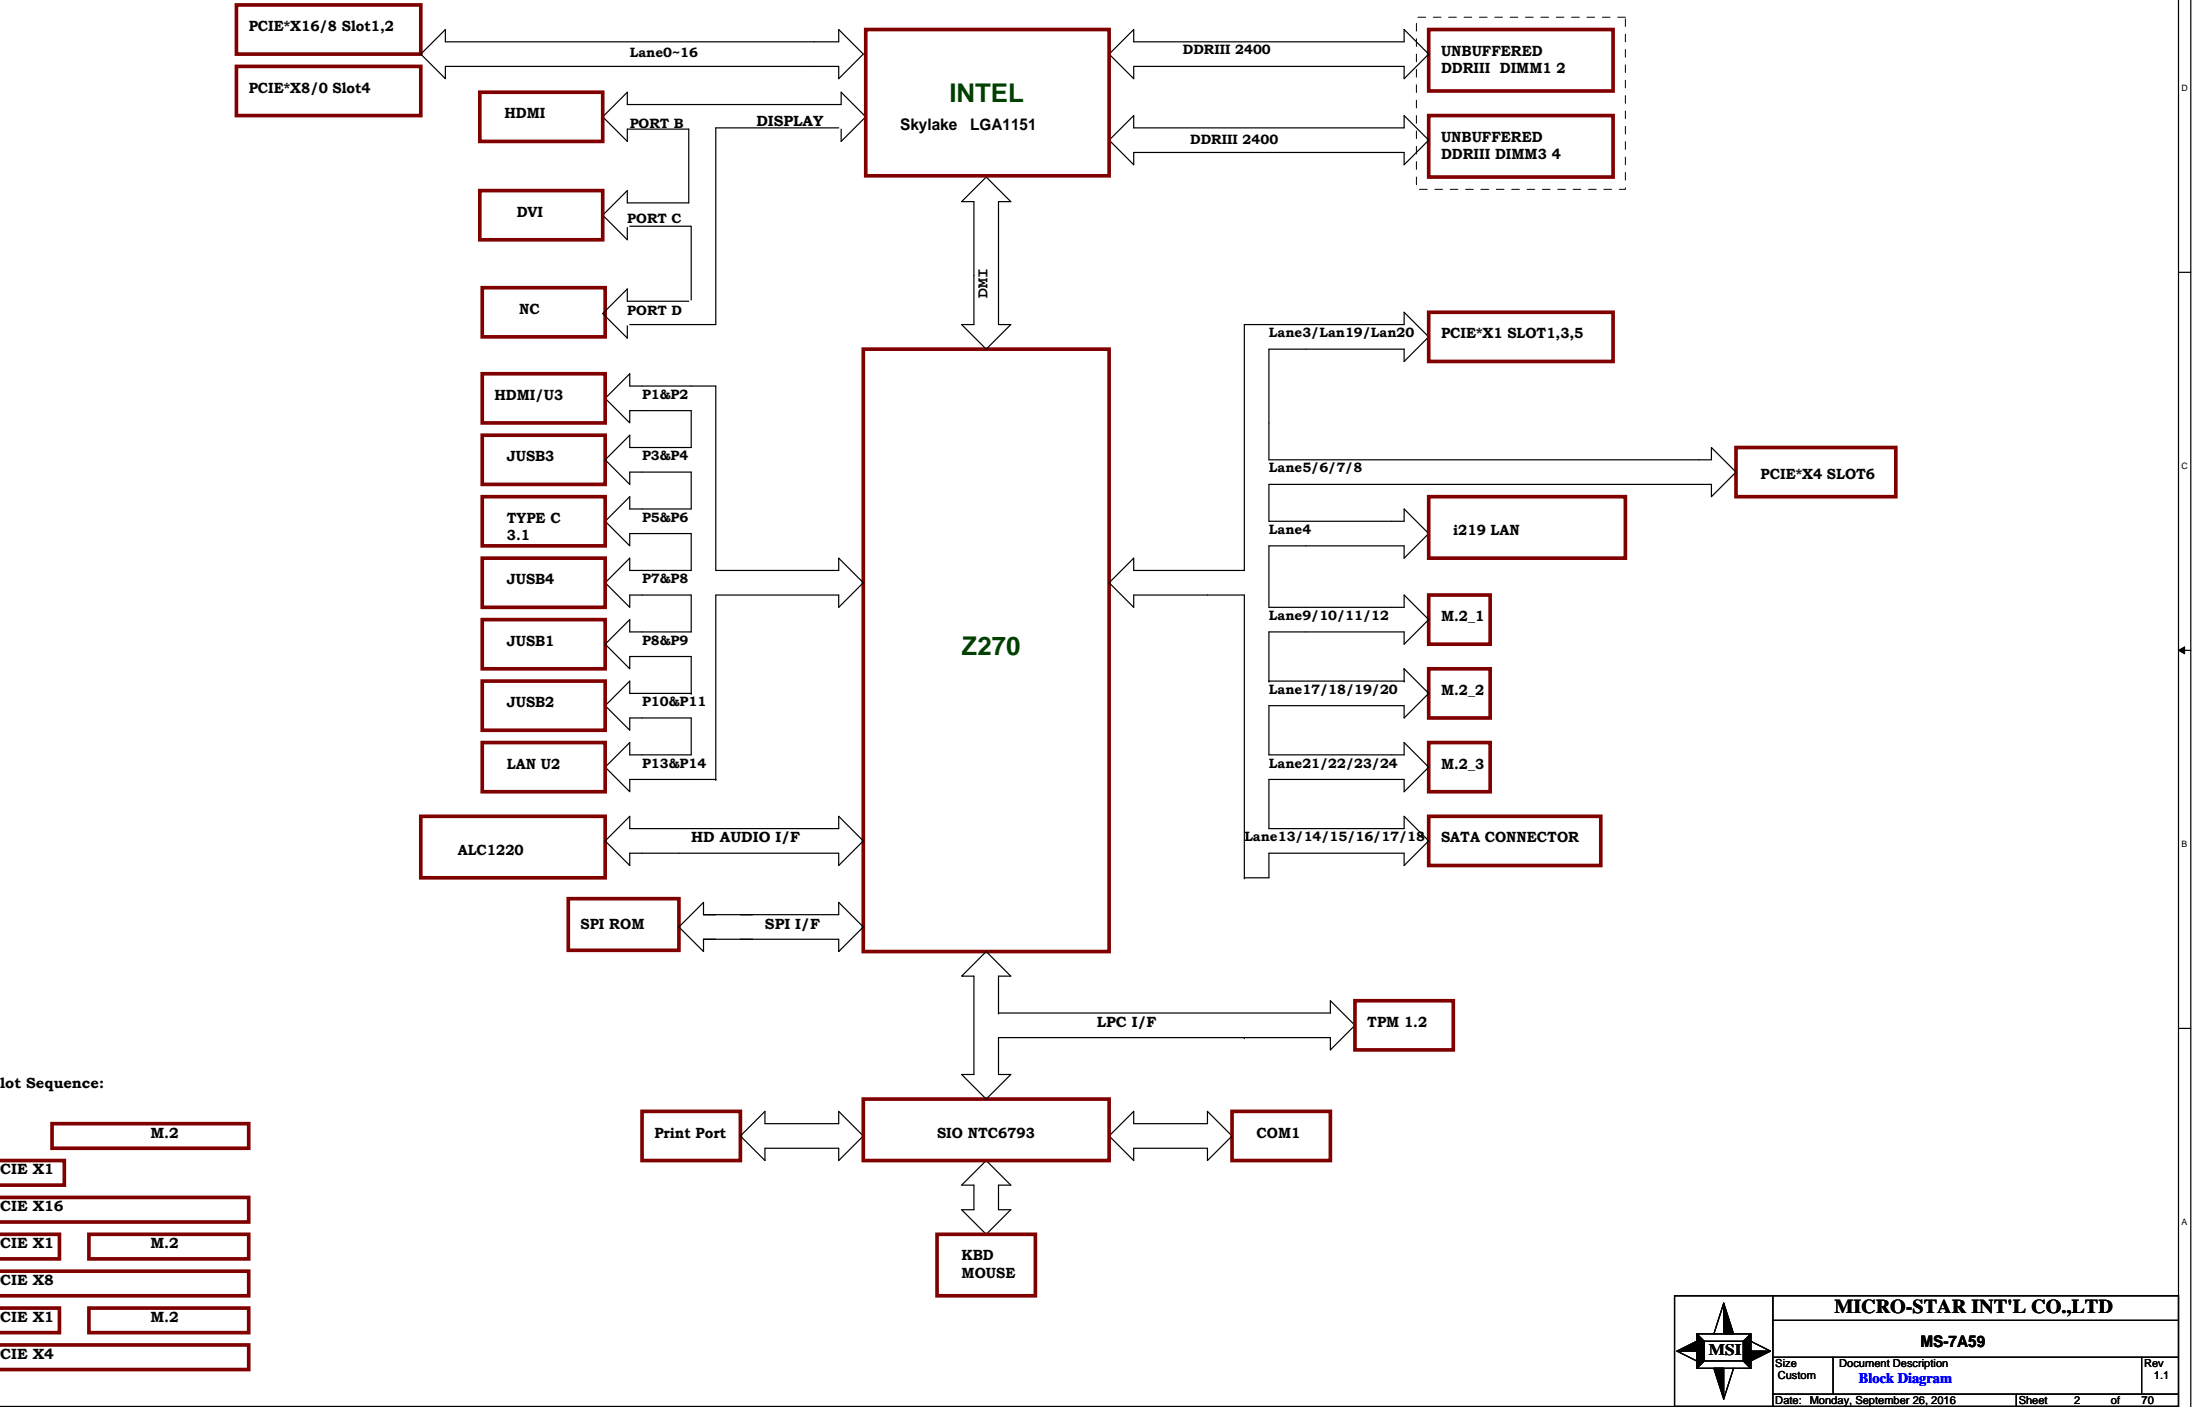 PCIE*X16/8 Slot1,2
PCIE*X8/0 Slot4
Lane0~16
HDMI
PORT B
DISPLAY
DVI
PORT C
NC
PORT D
INTEL
Skylake LGA1151
DDRIII 2400
UNBUFFERED
DDRIII DIMM1 2
DDRIII 2400
UNBUFFERED
DDRIII DIMM3 4
DMI
HDMI/U3
P1&P2
JUSB3
P3&P4
TYPE C
3.1
P5&P6
JUSB4
P7&P8
JUSB1
P8&P9
JUSB2
P10&P11
LAN U2
P13&P14
ALC1220
HD AUDIO I/F
SPI ROM
SPI I/F
Z270
Lane3/Lan19/Lan20
PCIE*X1 SLOT1,3,5
Lane5/6/7/8
PCIE*X4 SLOT6
Lane4
i219 LAN
Lane9/10/11/12
M.2_1
Lane17/18/19/20
M.2_2
Lane21/22/23/24
M.2_3
Lane13/14/15/16/17/18
SATA CONNECTOR
LPC I/F
TPM 1.2
Print Port
SIO NTC6793
COM1
KBD
MOUSE
lot Sequence:
M.2
CIE X1
CIE X16
CIE X1
M.2
CIE X8
CIE X1
M.2
CIE X4
D
C
B
A
MSI
MICRO-STAR INT'L CO.,LTD
MS-7A59
Size
Custom
Document Description
Block Diagram
Rev
1.1
Date: Monday, September 26, 2016
Sheet 2 of 70